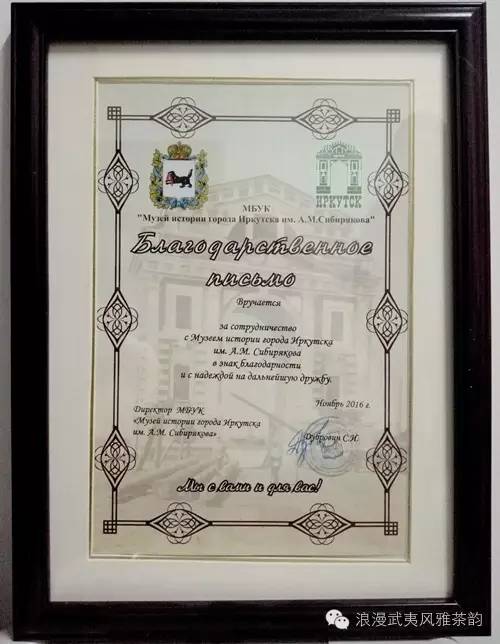 ИРКУТСК
МБУК
"Музей истории города Иркутска им. А.М.Сибирякова"
Благодарственное
письмо
Вручается
за сотрудничество
с Музеем истории города Иркутска
им. А.М. Сибирякова
в знак благодарности
и с надеждой на дальнейшую дружбу.
Ноябрь 2016 г.
Директор МБУК
«Музей истории города Иркутска
им. А.М. Сибирякова»
Дубровин С.И.
Мы с вами и для вас!
浪漫武夷风雅茶韵